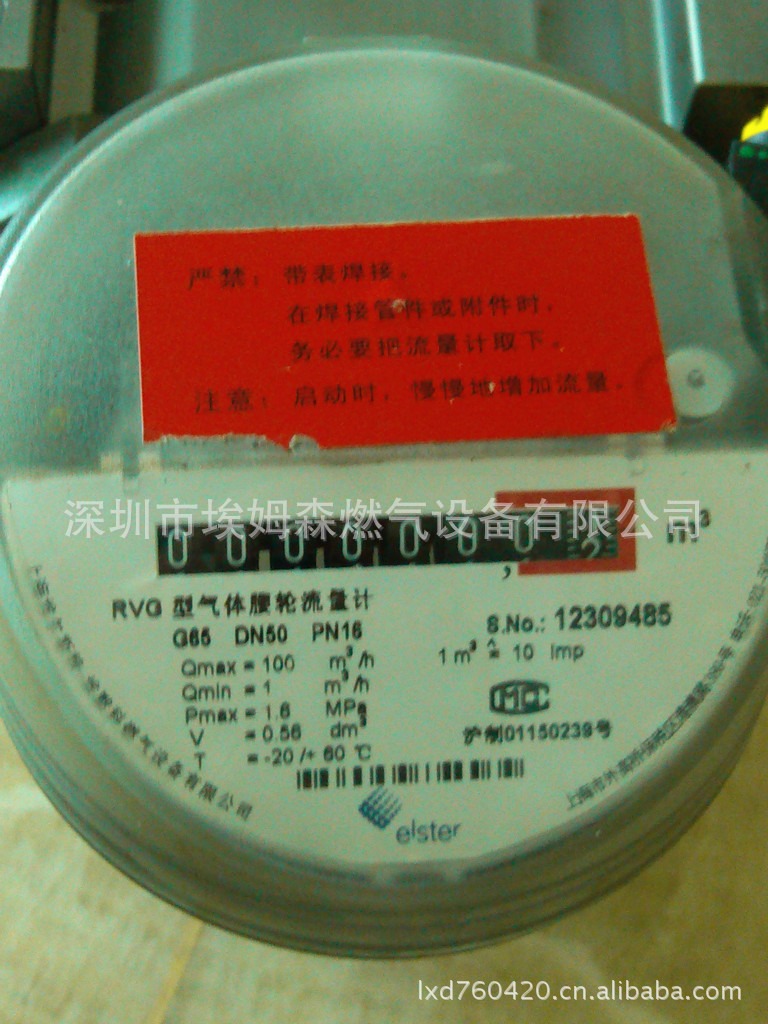 严禁：带表焊接。
在焊接管件或附件时，
务必要把流量计取下。
注意：启动时，慢慢地增加流量。
深圳市埃姆森燃气设备有限公司
0 0 0 0 0 0 , 0 2 m³
RVG 型气体腰轮流量计
G65 DN50 PN16
S.No.: 12309485
Qmax = 100 m³/h
1 m³ ≙ 10 Imp
Qmin = 1 m³/h
Pmax = 1.6 MPa
V = 0.56 dm³
T = -20 /+ 60 ℃
CMC
沪制01150239号
elster
lxd760420.cn.alibaba.com